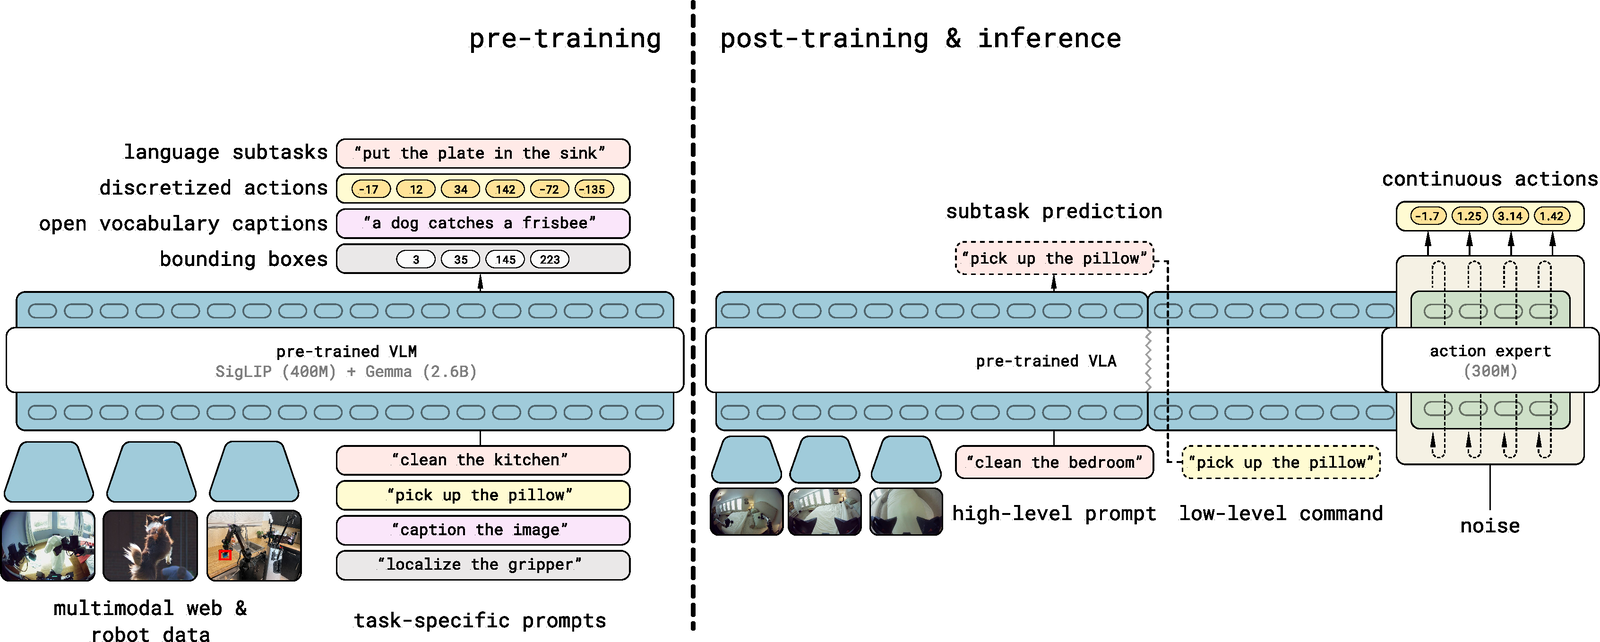 pre-training
post-training & inference
language subtasks
“put the plate in the sink”
discretized actions
-17 12 34 142 -72 -135
open vocabulary captions
“a dog catches a frisbee”
bounding boxes
3 35 145 223
pre-trained VLM
SigLIP (400M) + Gemma (2.6B)
“clean the kitchen”
“pick up the pillow”
“caption the image”
“localize the gripper”
multimodal web &
robot data
task-specific prompts
subtask prediction
“pick up the pillow”
continuous actions
-1.7 1.25 3.14 1.42
pre-trained VLA
action expert
(300M)
“clean the bedroom”
“pick up the pillow”
high-level prompt
low-level command
noise